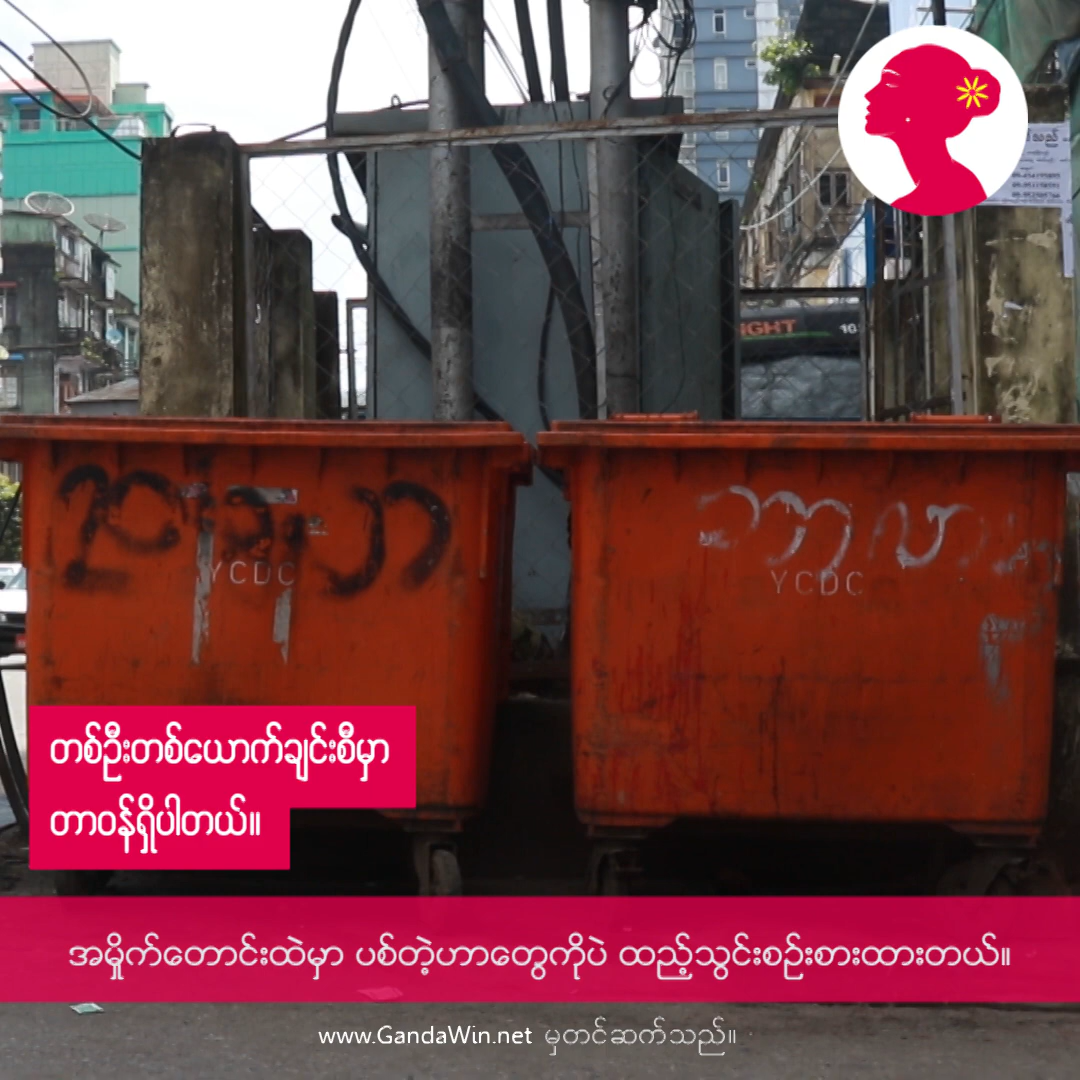 IGHT 16
YCDC
YCDC
တစ်ဦးတစ်ယောက်ချင်းစီမှာ
တာဝန်ရှိပါတယ်။
အမှိုက်တောင်းထဲမှာ ပစ်တဲ့ဟာတွေကိုပဲ ထည့်သွင်းစဉ်းစားထားတယ်။
www.GandaWin.net မှတင်ဆက်သည်။